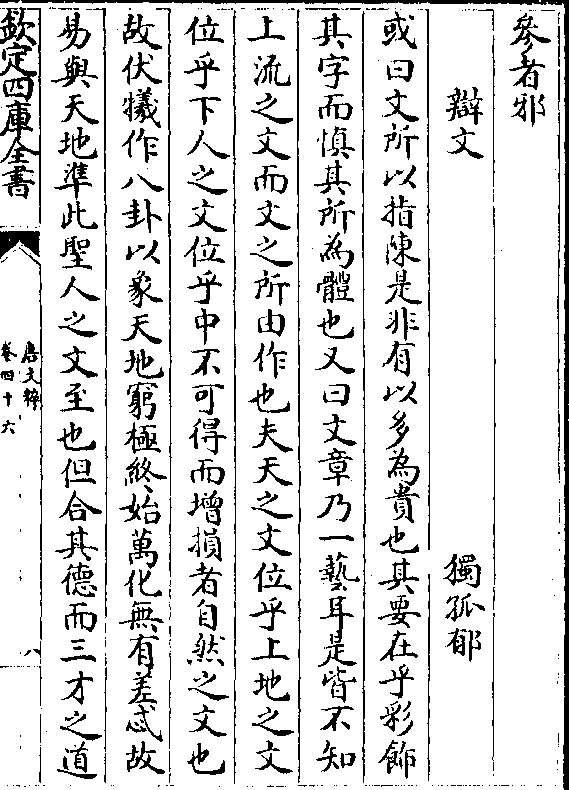 參者邪
辯文 獨孤郁
或曰文所以指陳是非有以多為貴也其要在乎彩飾
其字而慎其所為體也又曰文章乃一藝耳是皆不知
上流之文而文之所由作也夫天之文位乎上地之文
位乎下人之文位乎中不可得而增損者自然之文也
故伏犧作八卦以象天地窮極終始萬化無有差忒故
易與天地準此聖人之文至也但合其德而三才之道
欽定四庫全書
唐文粹
卷四十六
八